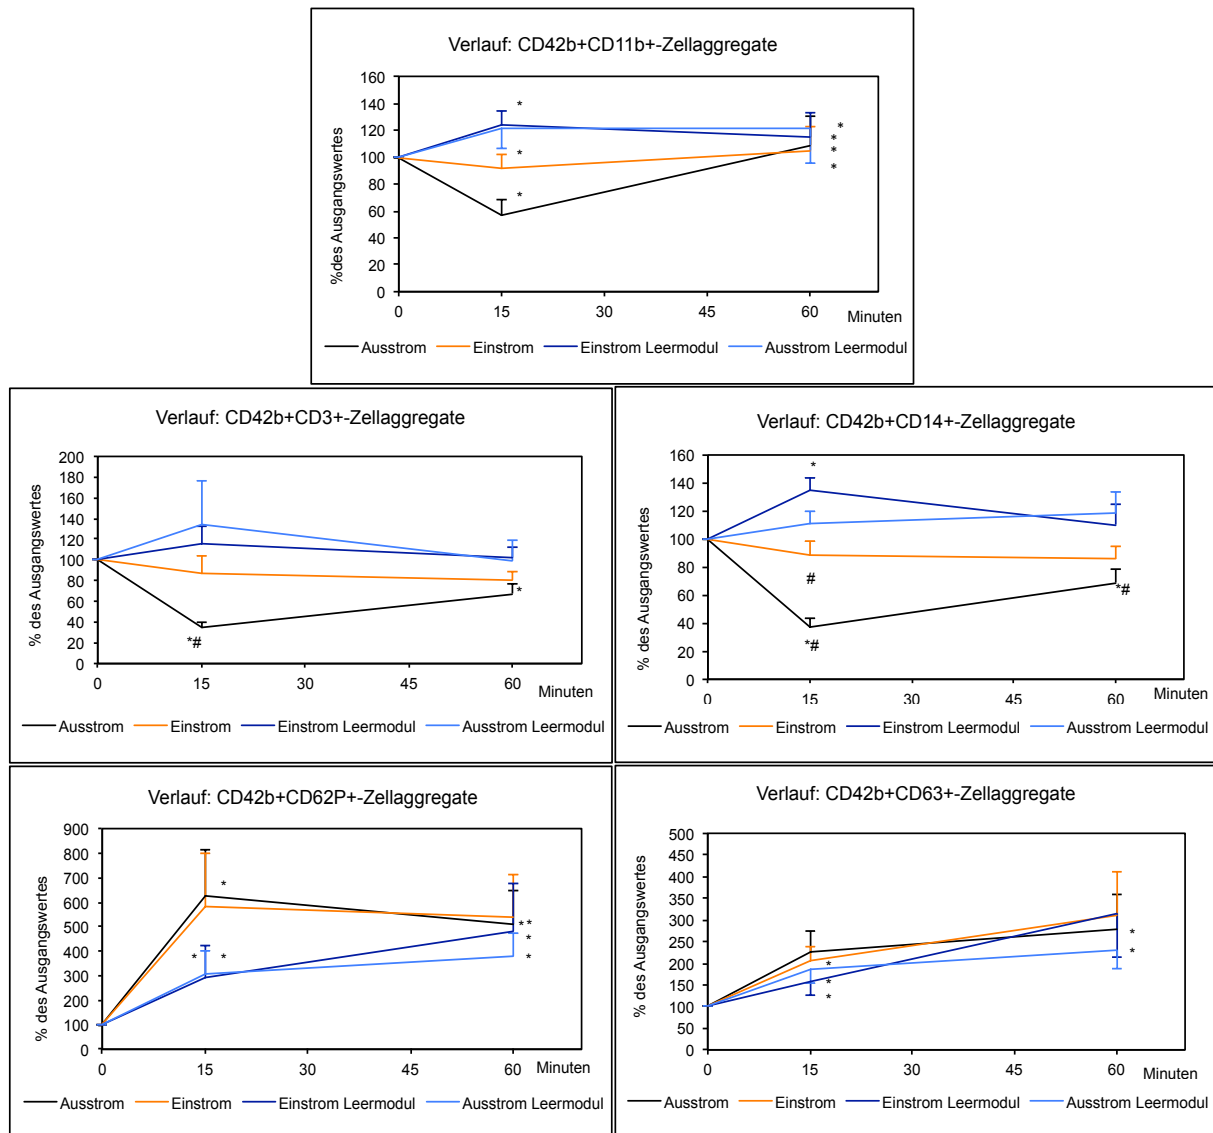 Verlauf: CD42b+CD11b+-Zellaggregate
%des Ausgangswertes
160
140
120
100
80
60
40
20
0
* * * * * * *
0 15 30 45 60 Minuten
Ausstrom Einstrom Einstrom Leermodul Ausstrom Leermodul
Verlauf: CD42b+CD3+-Zellaggregate
% des Ausgangswertes
200
180
160
140
120
100
80
60
40
20
0
*# *
0 15 30 45 60 Minuten
Ausstrom Einstrom Einstrom Leermodul Ausstrom Leermodul
Verlauf: CD42b+CD14+-Zellaggregate
% des Ausgangswertes
160
140
120
100
80
60
40
20
0
* # *# *#
0 15 30 45 60 Minuten
Ausstrom Einstrom Einstrom Leermodul Ausstrom Leermodul
Verlauf: CD42b+CD62P+-Zellaggregate
% des Ausgangswertes
900
800
700
600
500
400
300
200
100
0
* * * * * * *
0 15 30 45 60 Minuten
Ausstrom Einstrom Einstrom Leermodul Ausstrom Leermodul
Verlauf: CD42b+CD63+-Zellaggregate
% des Ausgangswertes
500
450
400
350
300
250
200
150
100
50
0
* * * * *
0 15 30 45 60 Minuten
Ausstrom Einstrom Einstrom Leermodul Ausstrom Leermodul